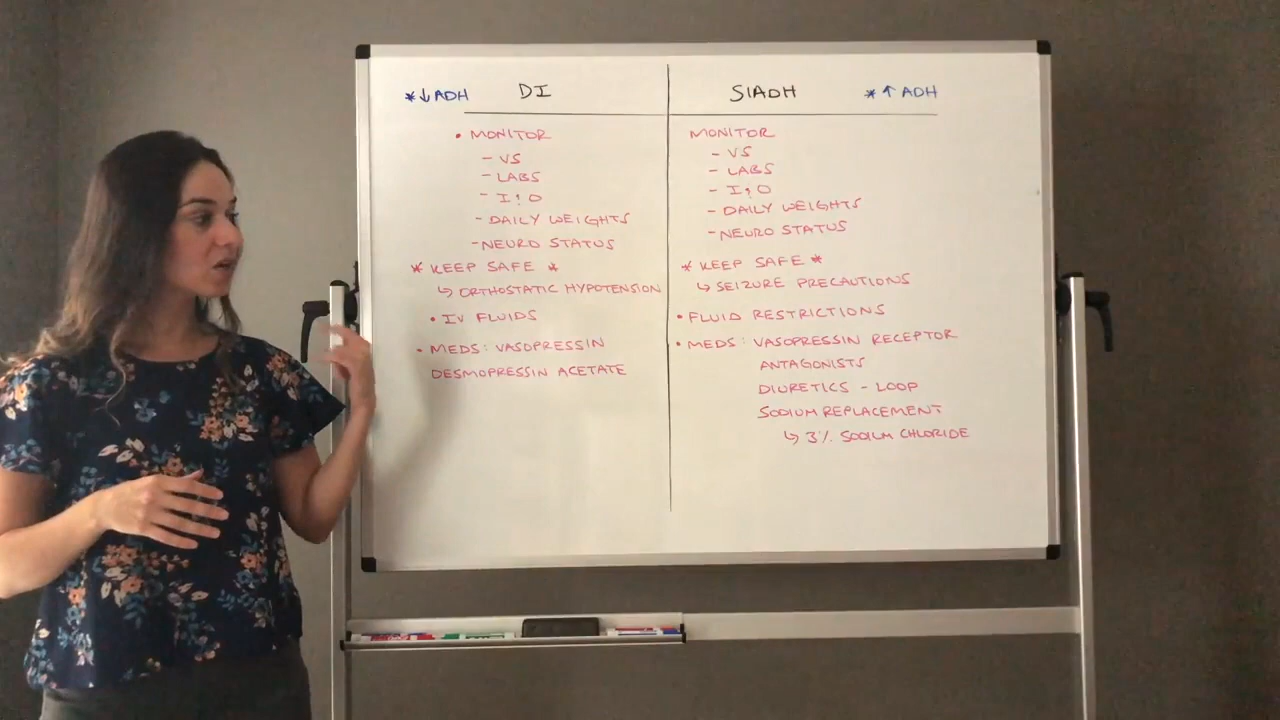 *↓ADH DI
• MONITOR
- VS
- LABS
- I & O
- DAILY WEIGHTS
- NEURO STATUS
* KEEP SAFE *
↳ ORTHOSTATIC HYPOTENSION
• IV FLUIDS
• MEDS: VASOPRESSIN
DESMOPRESSIN ACETATE
SIADH *↑ADH
MONITOR
- VS
- LABS
- I & O
- DAILY WEIGHTS
- NEURO STATUS
* KEEP SAFE *
↳ SEIZURE PRECAUTIONS
• FLUID RESTRICTIONS
• MEDS: VASOPRESSIN RECEPTOR
ANTAGONISTS
DIURETICS - LOOP
SODIUM REPLACEMENT
↳ 3% SODIUM CHLORIDE